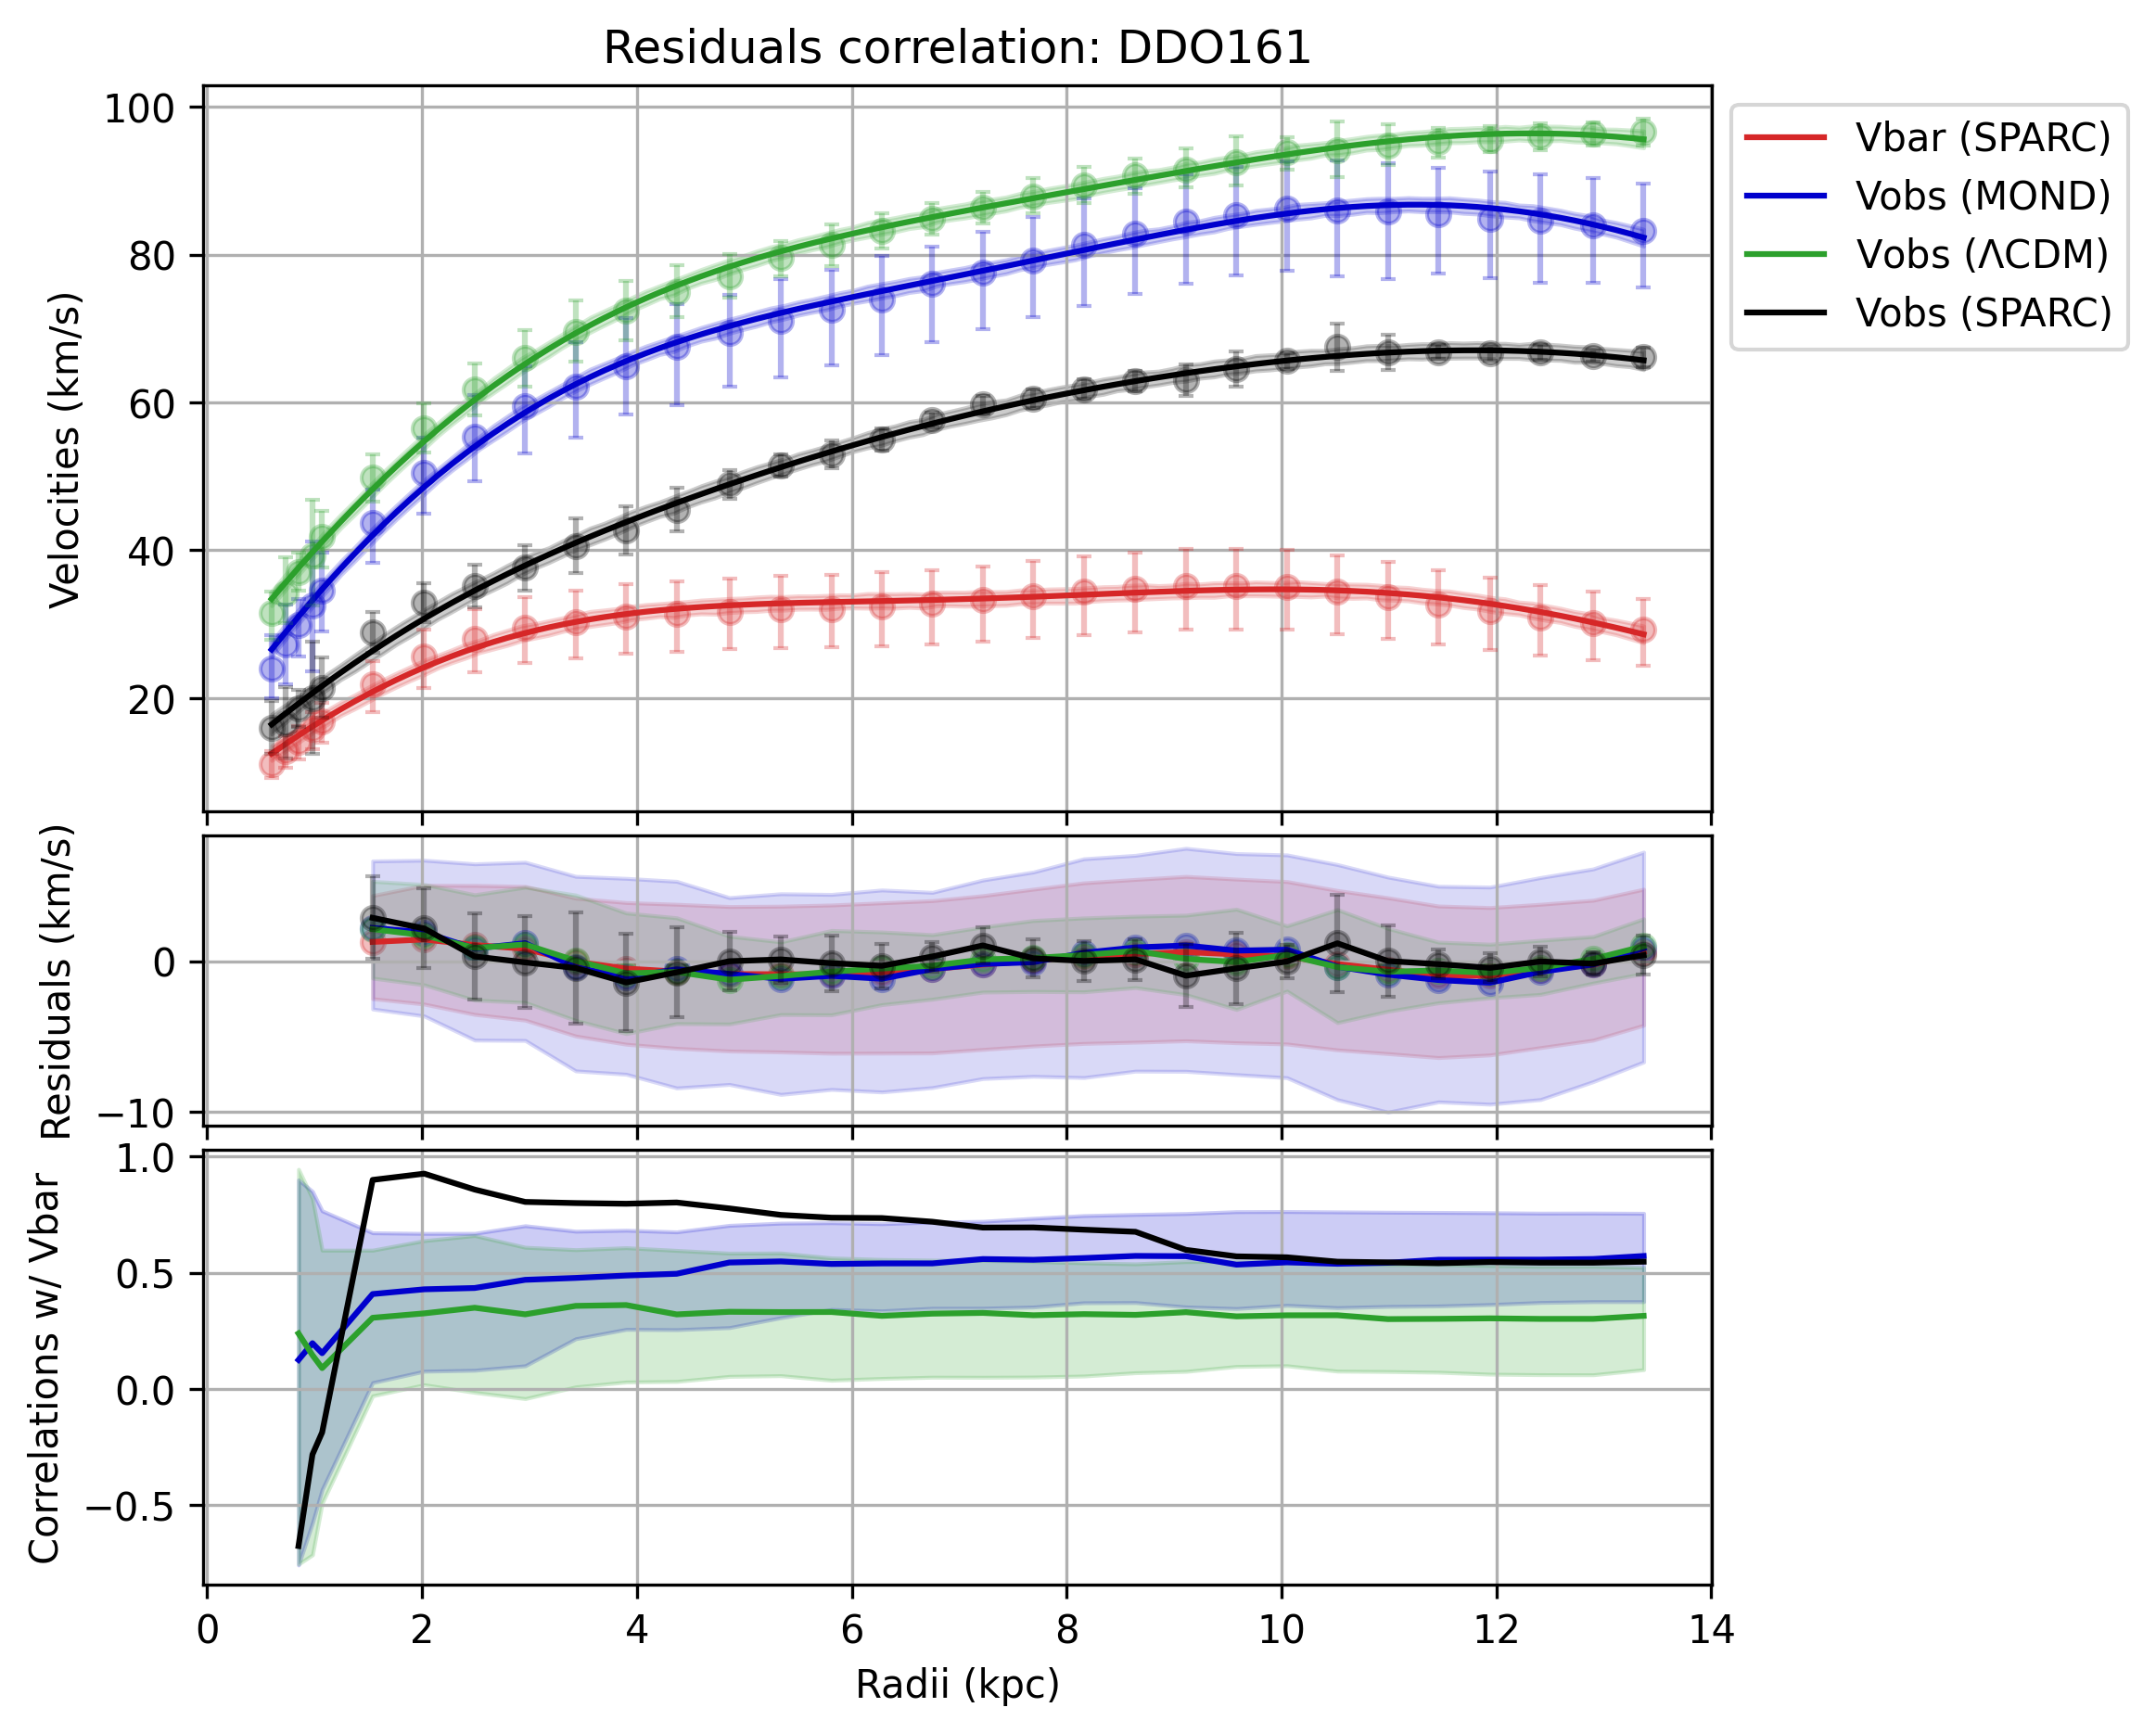 Residuals correlation: DDO161
Velocities (km/s)
100
80
60
40
20
Vbar (SPARC)
Vobs (MOND)
Vobs (ΛCDM)
Vobs (SPARC)
Residuals (km/s)
0
−10
Correlations w/ Vbar
1.0
0.5
0.0
−0.5
0 2 4 6 8 10 12 14
Radii (kpc)